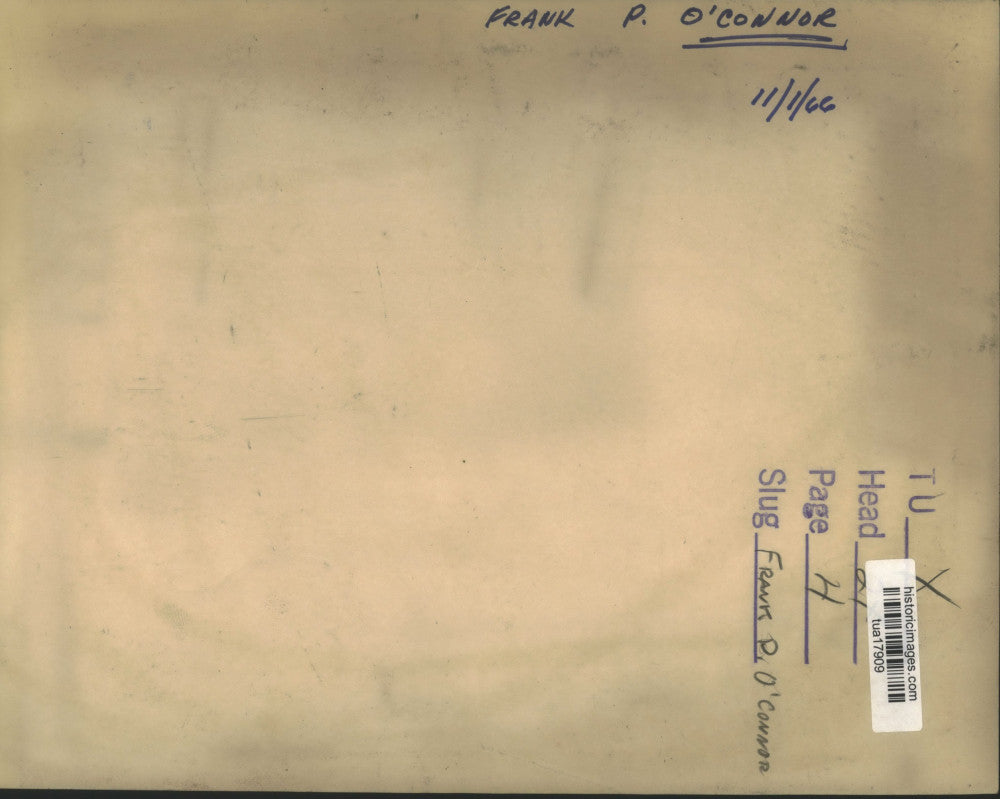 FRANK P. O'CONNOR
11/1/66
TU X
Head
Page 4
Slug FRANK P. O'CONNOR
historicimages.com
tua17909